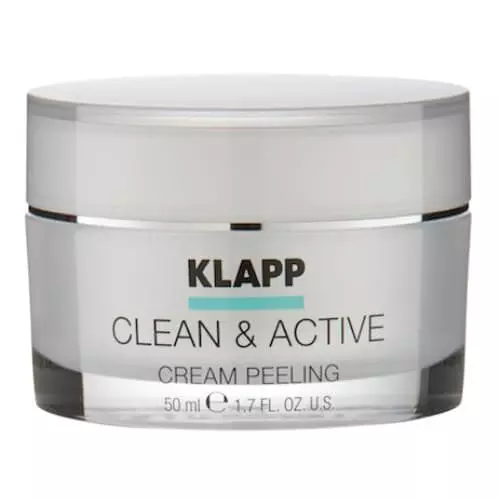 KLAPP
CLEAN & ACTIVE
CREAM PEELING
50 ml ℮ 1.7 FL. OZ. U.S.